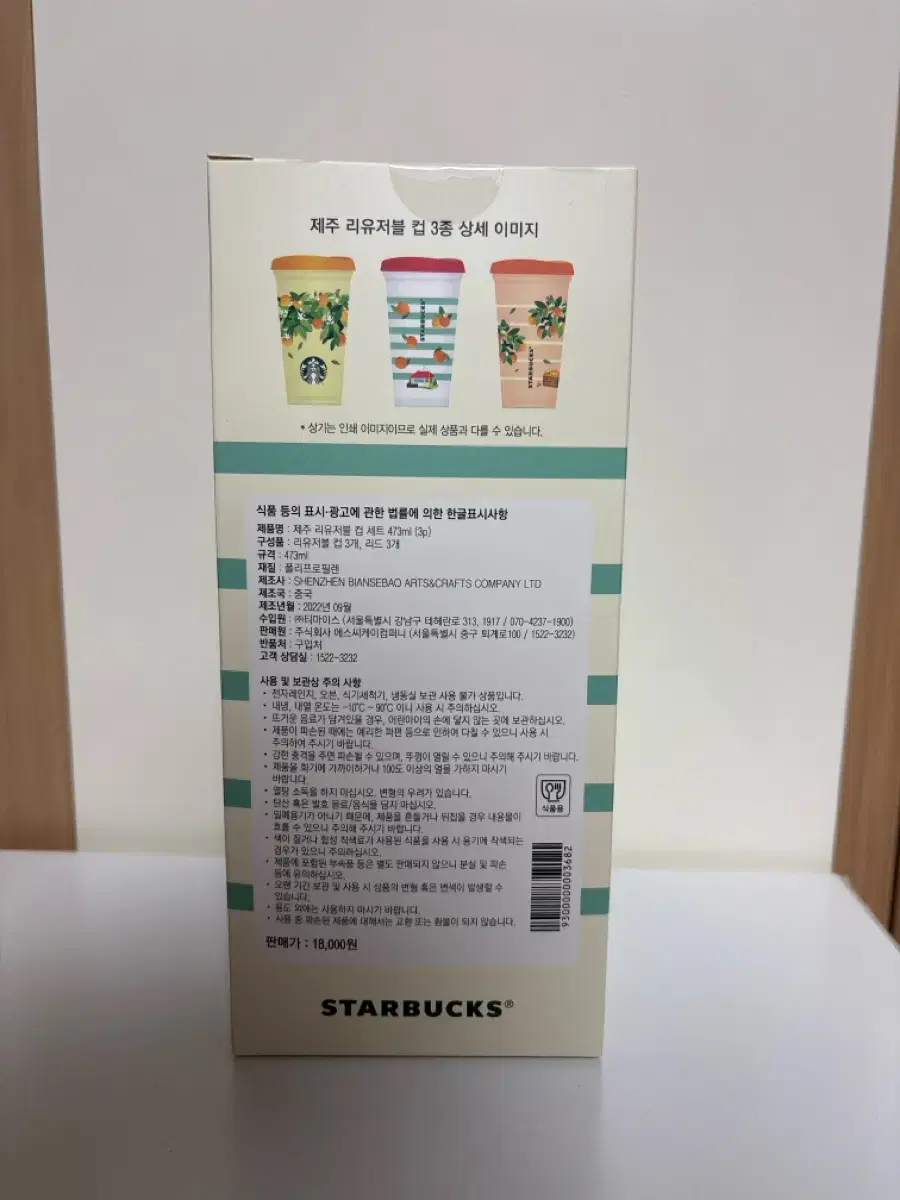 제주 리유저블 컵 3종 상세 이미지
* 상기는 인쇄 이미지이므로 실제 상품과 다를 수 있습니다.
식품 등의 표시·광고에 관한 법률에 의한 한글표시사항
제품명 : 제주 리유저블 컵 세트 473ml (3p)
구성품 : 리유저블 컵 3개, 리드 3개
규격 : 473ml
재질 : 폴리프로필렌
제조사 : SHENZHEN BIANSEBAO ARTS&CRAFTS COMPANY LTD
제조국 : 중국
제조년월 : 2022년 09월
수입원 : ㈜티마이스 (서울특별시 강남구 테헤란로 313, 1917 / 070-4237-1900)
판매원 : 주식회사 에스씨케이컴퍼니 (서울특별시 중구 퇴계로100 / 1522-3232)
반품처 : 구입처
고객 상담실 : 1522-3232
사용 및 보관상 주의 사항
• 전자레인지, 오븐, 식기세척기, 냉동실 보관 사용 불가 상품입니다.
• 내냉, 내열 온도는 -10℃ ~ 90℃ 이니 사용 시 주의하십시오.
• 뜨거운 음료가 담겨있을 경우, 어린아이의 손에 닿지 않는 곳에 보관하십시오.
• 제품이 파손된 때에는 예리한 파편 등으로 인하여 다칠 수 있으니 사용 시
주의하여 주시기 바랍니다.
• 강한 충격을 주면 파손될 수 있으며, 뚜껑이 열릴 수 있으니 주의해 주시기 바랍니다.
• 제품을 화기에 가까이하거나 100도 이상의 열을 가하지 마시기
바랍니다.
• 열탕 소독을 하지 마십시오. 변형의 우려가 있습니다.
• 탄산 혹은 발효 음료/음식을 담지 마십시오.
• 밀폐용기가 아니기 때문에, 제품을 흔들거나 뒤집을 경우 내용물이
흐를 수 있으니 주의해 주시기 바랍니다.
• 색이 짙거나 합성 착색료가 사용된 식품을 사용 시 용기에 착색되는
경우가 있으니 주의하십시오.
• 제품에 포함된 부속품 등은 별도 판매되지 않으니 분실 및 파손
등에 유의하십시오.
• 오랜 기간 보관 및 사용 시 상품의 변형 혹은 변색이 발생할 수
있습니다.
• 용도 외에는 사용하지 마시기 바랍니다.
• 사용 중 파손된 제품에 대해서는 교환 또는 환불이 되지 않습니다.
식품용
9300000003682
판매가 : 18,000원
STARBUCKS®